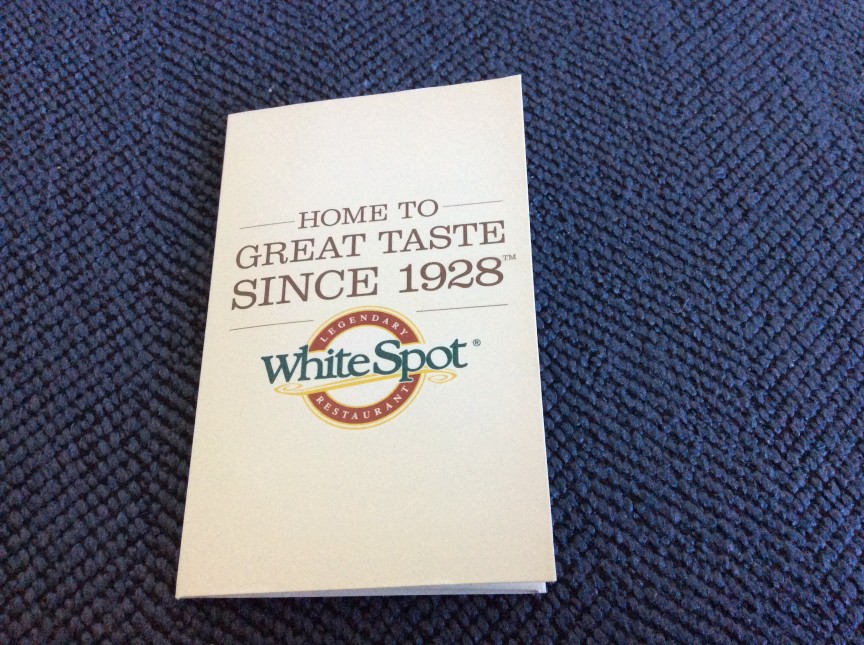 HOME TO
GREAT TASTE
SINCE 1928™
LEGENDARY
White Spot®
RESTAURANT